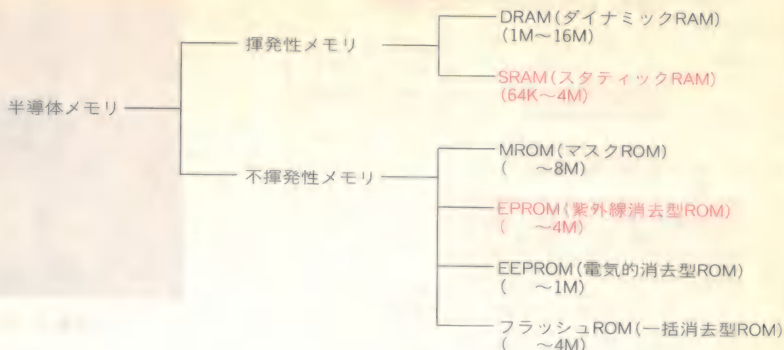 半導体メモリ
揮発性メモリ
DRAM(ダイナミックRAM)
(1M～16M)
SRAM(スタティックRAM)
(64K～4M)
不揮発性メモリ
MROM(マスクROM)
(　～8M)
EPROM(紫外線消去型ROM)
(　～4M)
EEPROM(電気的消去型ROM)
(　～1M)
フラッシュROM(一括消去型ROM)
(　～4M)